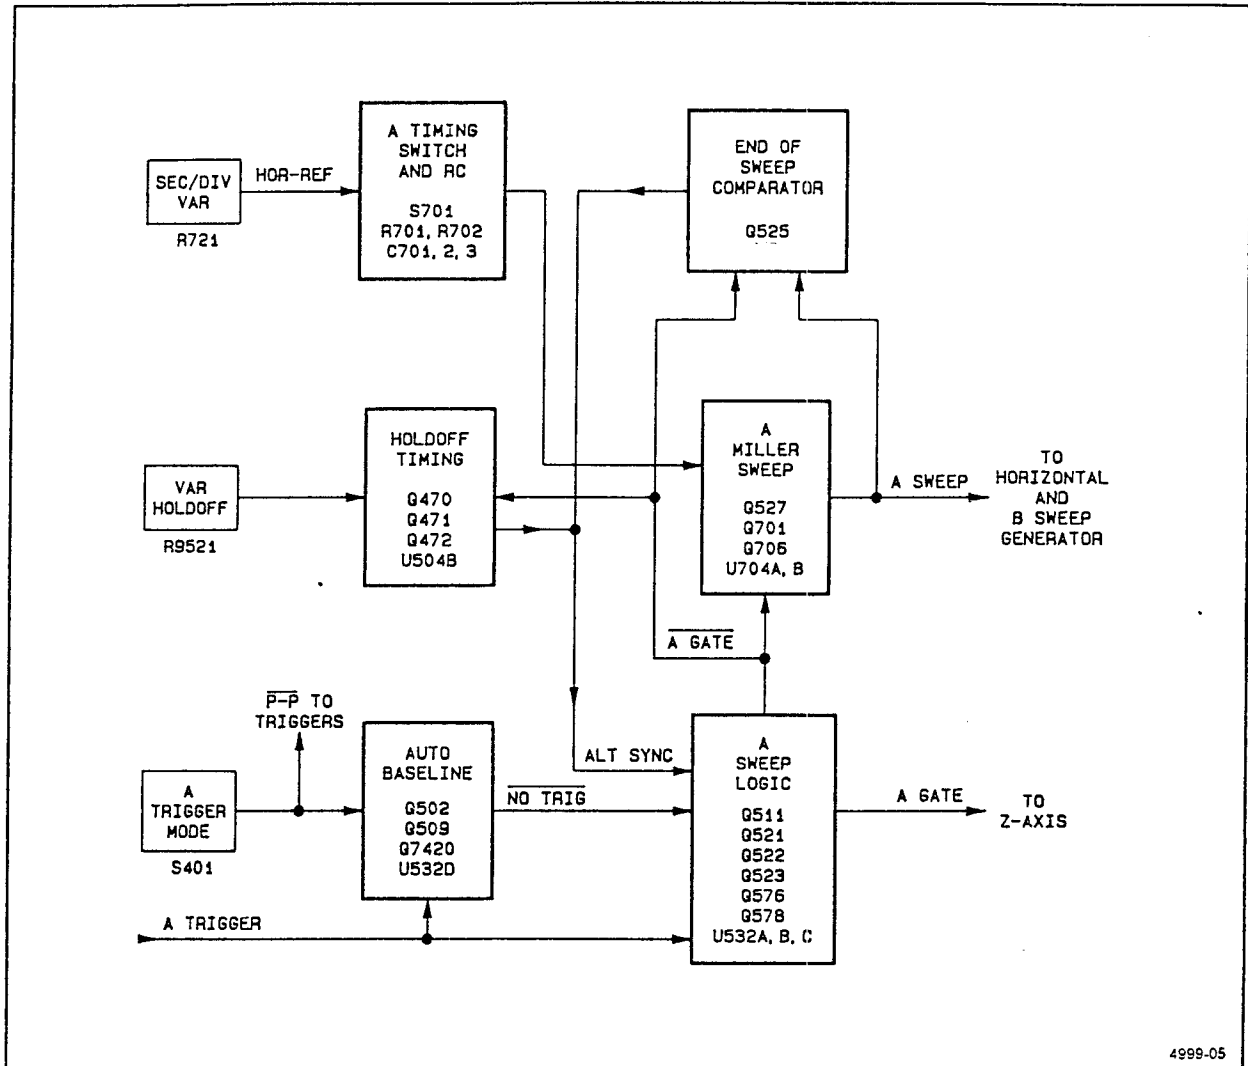 A TIMING
SWITCH
AND RC
S701
R701, R702
C701, 2, 3
END OF
SWEEP
COMPARATOR
Q525
SEC/DIV
VAR
R721
HOR-REF
HOLDOFF
TIMING
Q470
Q471
Q472
U504B
VAR
HOLDOFF
R9521
A
MILLER
SWEEP
Q527
Q701
Q706
U704A, B
A SWEEP
TO
HORIZONTAL
AND
B SWEEP
GENERATOR
A GATE
P-P TO
TRIGGERS
AUTO
BASELINE
Q502
Q509
Q7420
U532D
A
TRIGGER
MODE
S401
ALT SYNC
NO TRIG
A
SWEEP
LOGIC
Q511
Q521
Q522
Q523
Q576
Q578
U532A, B, C
A GATE
TO
Z-AXIS
A TRIGGER
4999-05